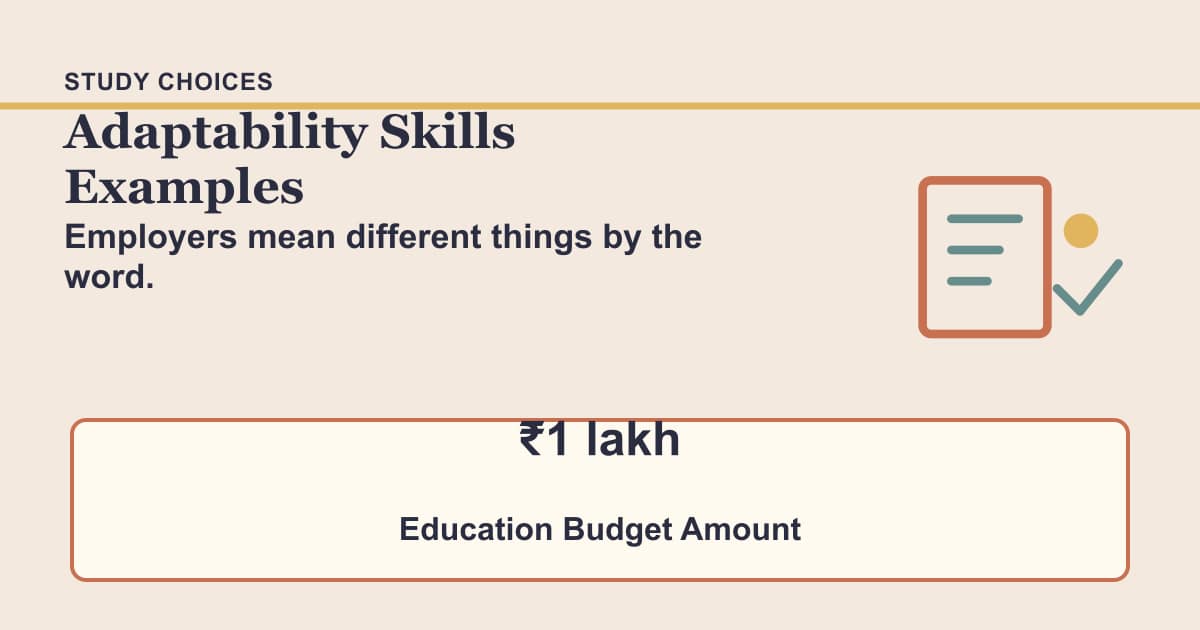 STUDY CHOICES
Adaptability Skills
Examples
Employers mean different things by the
word.
₹1 lakh
Education Budget Amount